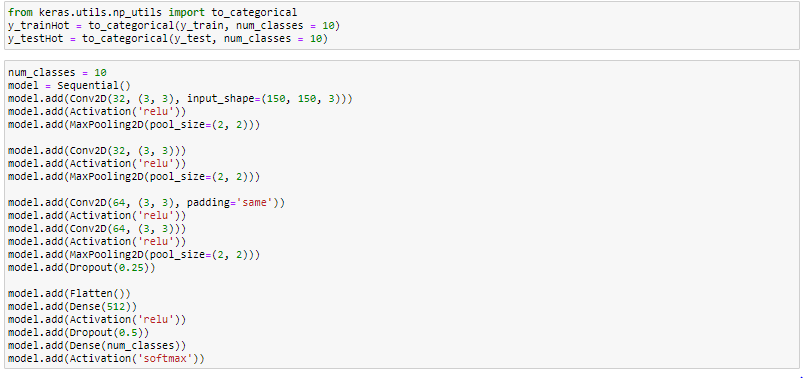 from keras.utils.np_utils import to_categorical
y_trainHot = to_categorical(y_train, num_classes = 10)
y_testHot = to_categorical(y_test, num_classes = 10)
num_classes = 10
model = Sequential()
model.add(Conv2D(32, (3, 3), input_shape=(150, 150, 3)))
model.add(Activation('relu'))
model.add(MaxPooling2D(pool_size=(2, 2)))
model.add(Conv2D(32, (3, 3)))
model.add(Activation('relu'))
model.add(MaxPooling2D(pool_size=(2, 2)))
model.add(Conv2D(64, (3, 3), padding='same'))
model.add(Activation('relu'))
model.add(Conv2D(64, (3, 3)))
model.add(Activation('relu'))
model.add(MaxPooling2D(pool_size=(2, 2)))
model.add(Dropout(0.25))
model.add(Flatten())
model.add(Dense(512))
model.add(Activation('relu'))
model.add(Dropout(0.5))
model.add(Dense(num_classes))
model.add(Activation('softmax'))